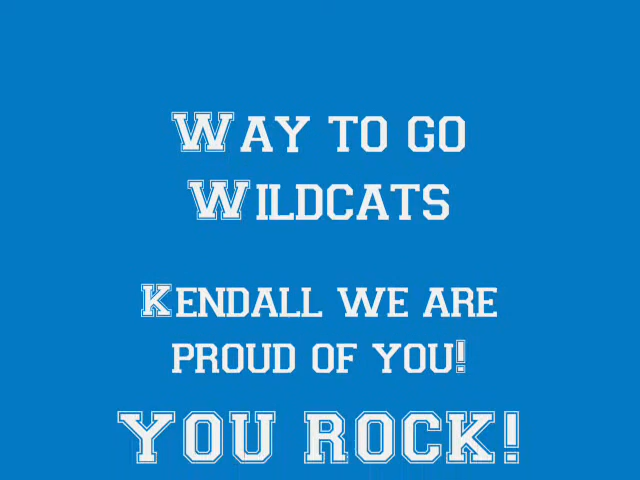 Way to go
Wildcats
Kendall we are
proud of you!
YOU ROCK!